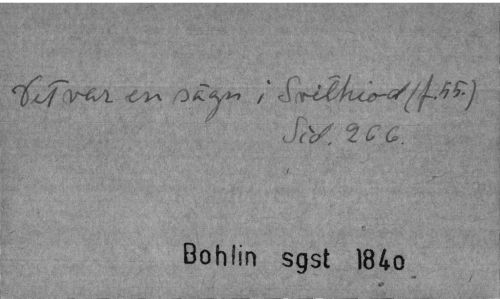 Det var en sägn i Svithiod (f.55.)
Sid. 266.
Bohlin sgst 1840